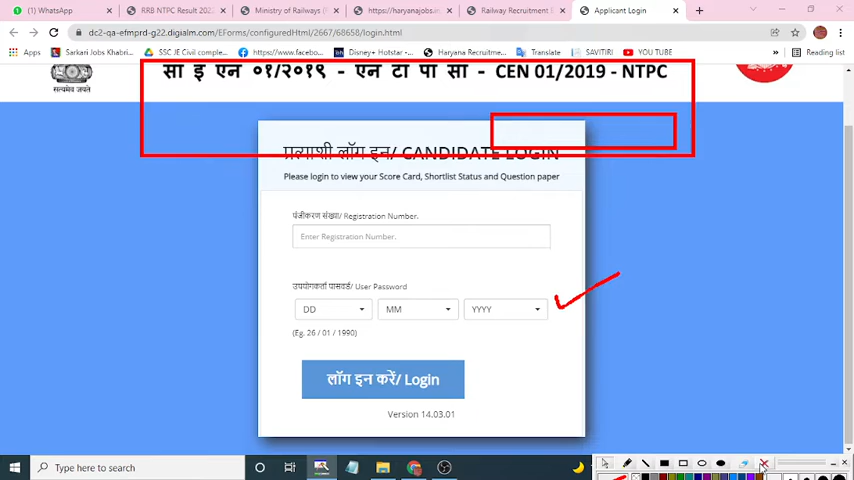 (1) WhatsApp
RRB NTPC Result 202
Ministry of Railways (
https://haryanajobs.in
Railway Recruitment
Applicant Login
dc2-qa-efmprd-g22.digialm.com/EForms/configuredHtml/2667/68658/login.html
Apps
Sarkari Jobs Khabri...
SSC JE Civil comple...
https://www.facebo...
Disney+ Hotstar -...
Haryana Recruitme...
Translate
SAVITIRI
YOU TUBE
Reading list
सा इ एन ०१/२०१९ - एन टा पा सा - CEN 01/2019 - NTPC
सत्यमेव जयते
प्रत्याशी लॉग इन/ CANDIDATE LOGIN
Please login to view your Score Card, Shortlist Status and Question paper
पंजीकरण संख्या/ Registration Number.
Enter Registration Number.
उपयोगकर्ता पासवर्ड/ User Password
DD
MM
YYYY
(Eg. 26 / 01 / 1990)
लॉग इन करें/ Login
Version 14.03.01
Type here to search